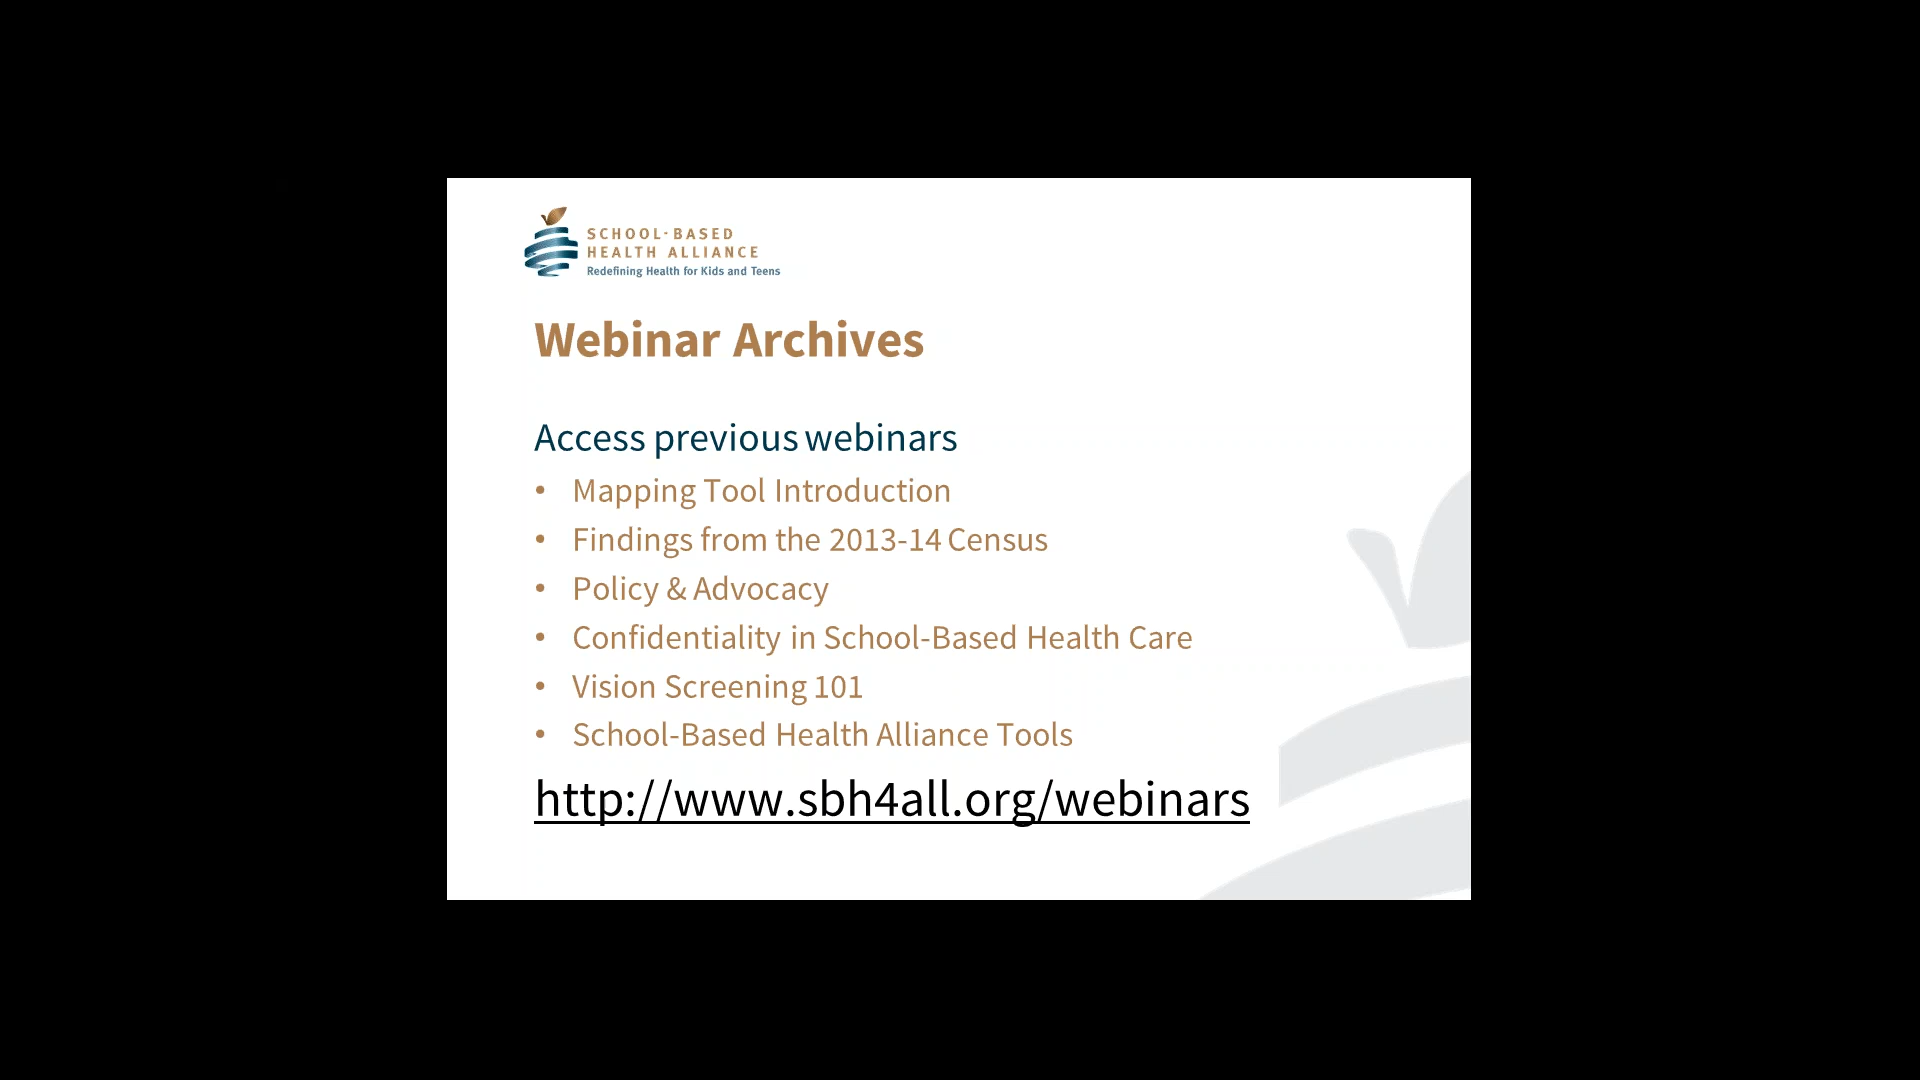 SCHOOL-BASED
HEALTH ALLIANCE
Redefining Health for Kids and Teens
Webinar Archives
Access previous webinars
• Mapping Tool Introduction
• Findings from the 2013-14 Census
• Policy & Advocacy
• Confidentiality in School-Based Health Care
• Vision Screening 101
• School-Based Health Alliance Tools
http://www.sbh4all.org/webinars